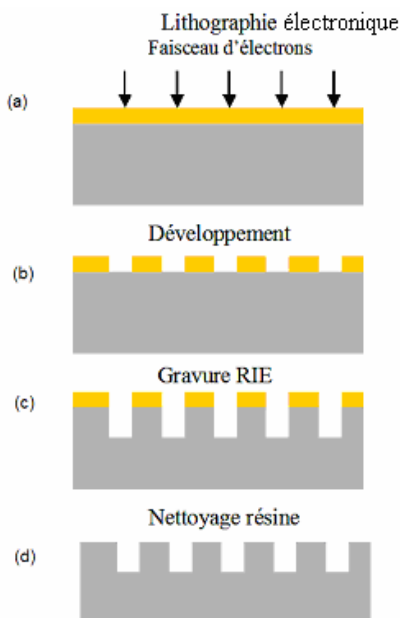 Lithographie électronique
Faisceau d'électrons
(a)
Développement
(b)
Gravure RIE
(c)
Nettoyage résine
(d)